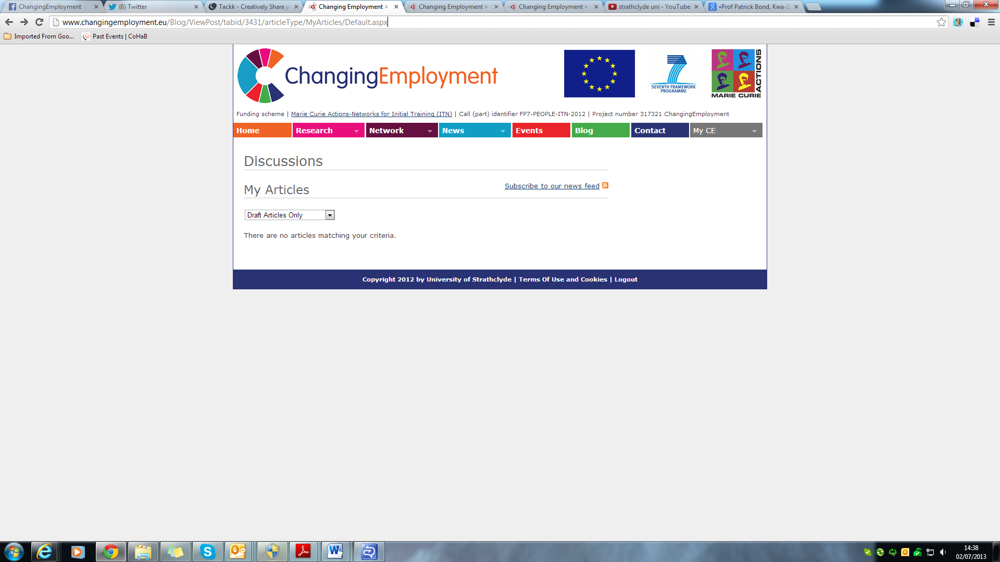 ChangingEmployment
(6) Twitter
Tackk - Creatively Share y
Changing Employment >
Changing Employment >
Changing Employment >
strathclyde uni - YouTube
•Prof Patrick Bond, Kwa-Z
www.changingemployment.eu/Blog/ViewPost/tabid/3431/articleType/MyArticles/Default.aspx
Imported From Goo...
Past Events | CoHaB
ChangingEmployment
7
SEVENTH FRAMEWORK
PROGRAMME
MARIE CURIE
ACTIONS
Funding scheme | Marie Curie Actions-Networks for Initial Training (ITN) | Call (part) identifier FP7-PEOPLE-ITN-2012 | Project number 317321 ChangingEmployment
Home
Research
Network
News
Events
Blog
Contact
My CE
Discussions
My Articles
Subscribe to our news feed
Draft Articles Only
There are no articles matching your criteria.
Copyright 2012 by University of Strathclyde | Terms Of Use and Cookies | Logout
14:38
02/07/2013